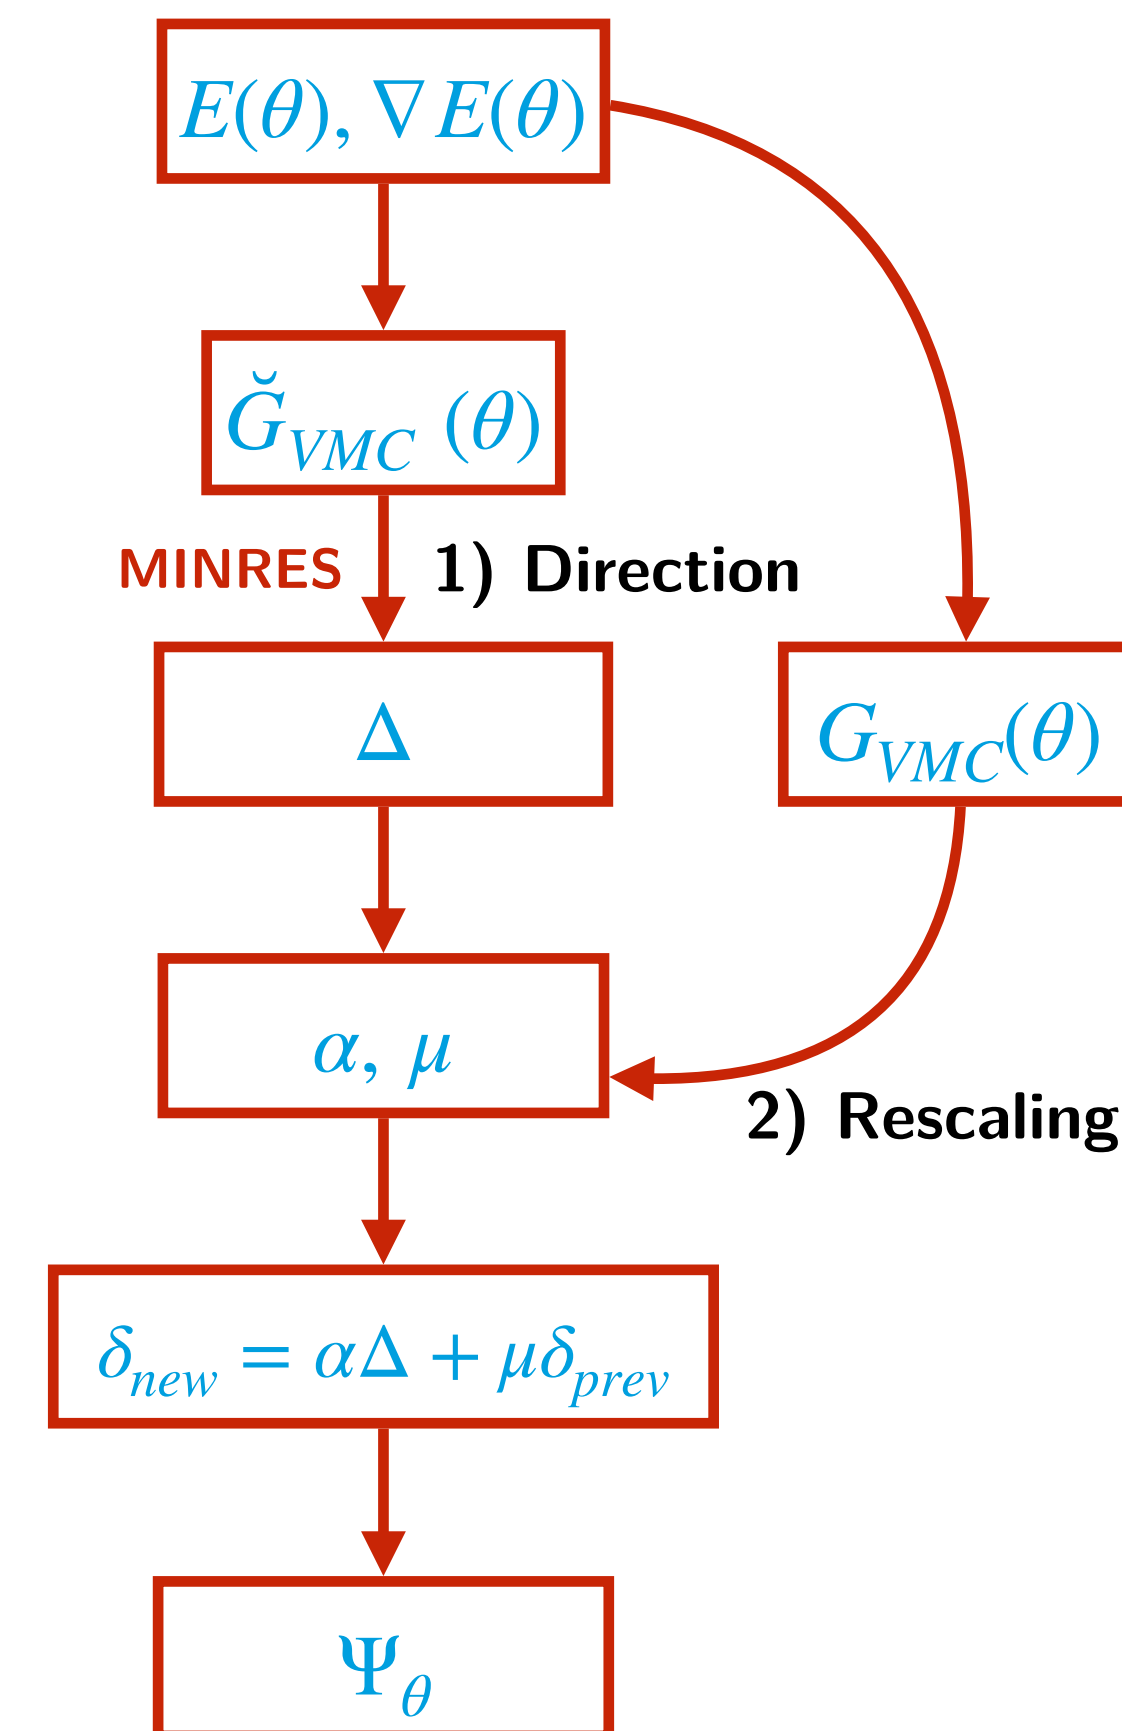 E(θ), ∇E(θ)
Ğ_VMC (θ)
MINRES
1) Direction
Δ
G_VMC(θ)
α, μ
2) Rescaling
δ_new = αΔ + μδ_prev
Ψ_θ